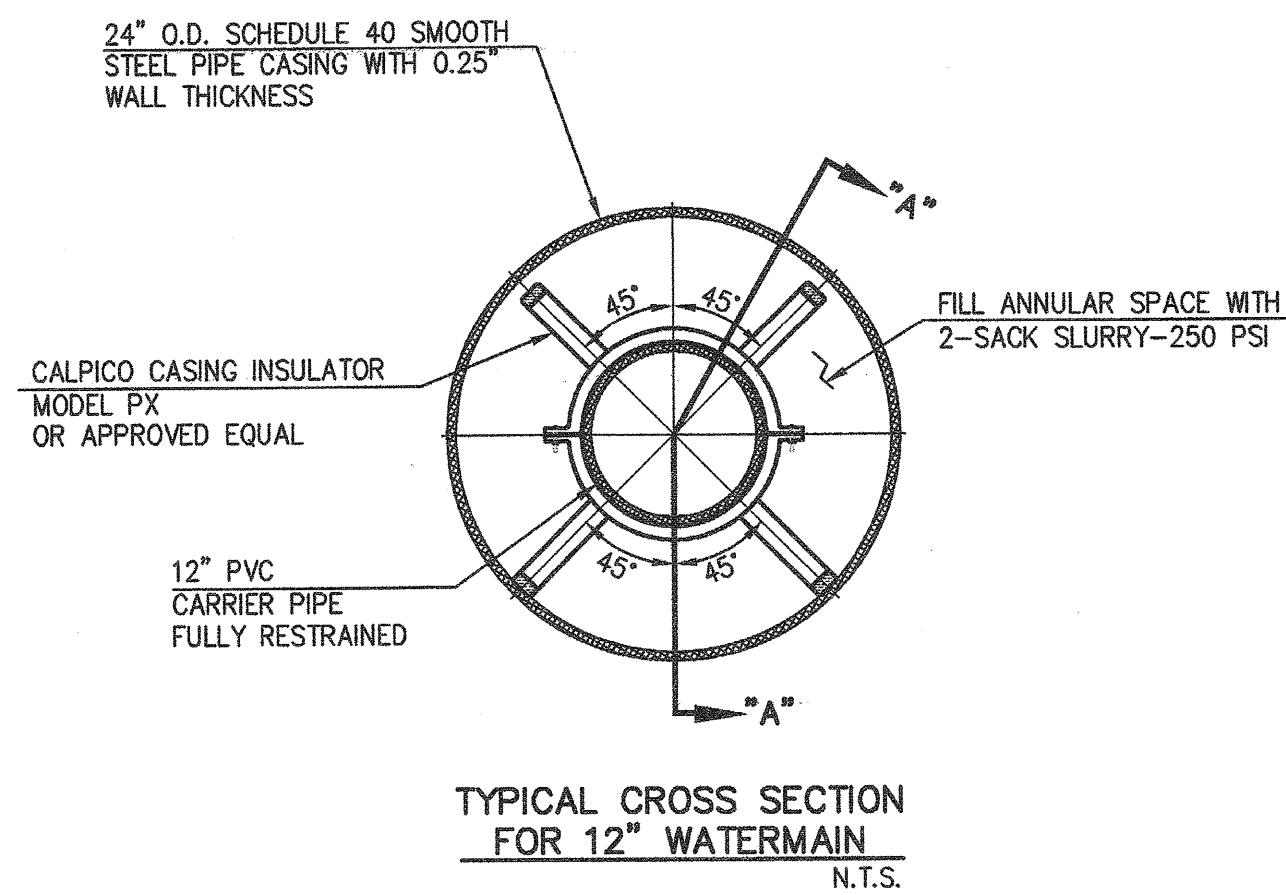 24" O.D. SCHEDULE 40 SMOOTH
STEEL PIPE CASING WITH 0.25"
WALL THICKNESS
"A"
45°
45°
FILL ANNULAR SPACE WITH
2-SACK SLURRY-250 PSI
CALPICO CASING INSULATOR
MODEL PX
OR APPROVED EQUAL
12" PVC
CARRIER PIPE
FULLY RESTRAINED
45°
45°
"A"
TYPICAL CROSS SECTION
FOR 12" WATERMAIN
N.T.S.